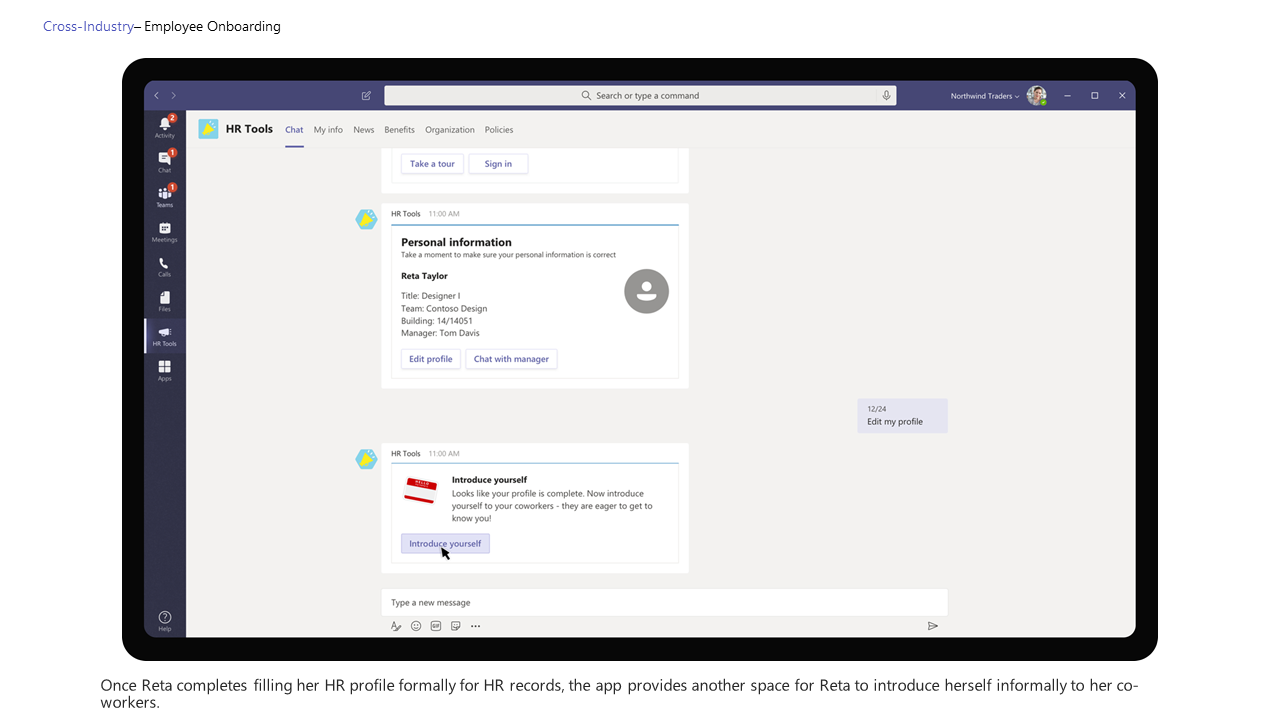 Cross-Industry– Employee Onboarding
Search or type a command
Northwind Traders
2
Activity
HR Tools
Chat
My info
News
Benefits
Organization
Policies
1
Chat
Take a tour
Sign in
1
Teams
HR Tools 11:00 AM
Meetings
Personal information
Take a moment to make sure your personal information is correct
Calls
Reta Taylor
Title: Designer I
Files
Team: Contoso Design
Building: 14/14051
Manager: Tom Davis
HR Tools
Edit profile
Chat with manager
Apps
12/24
Edit my profile
HR Tools 11:00 AM
HELLO
Introduce yourself
Looks like your profile is complete. Now introduce
yourself to your coworkers - they are eager to get to
know you!
Introduce yourself
Type a new message
GIF
Help
Once Reta completes filling her HR profile formally for HR records, the app provides another space for Reta to introduce herself informally to her co-
workers.